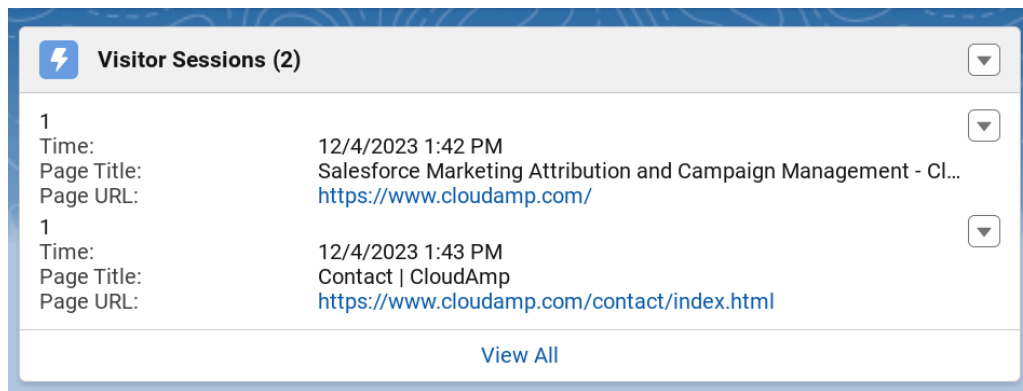 Visitor Sessions (2)
1
Time: 12/4/2023 1:42 PM
Page Title: Salesforce Marketing Attribution and Campaign Management - Cl...
Page URL: https://www.cloudamp.com/
1
Time: 12/4/2023 1:43 PM
Page Title: Contact | CloudAmp
Page URL: https://www.cloudamp.com/contact/index.html
View All